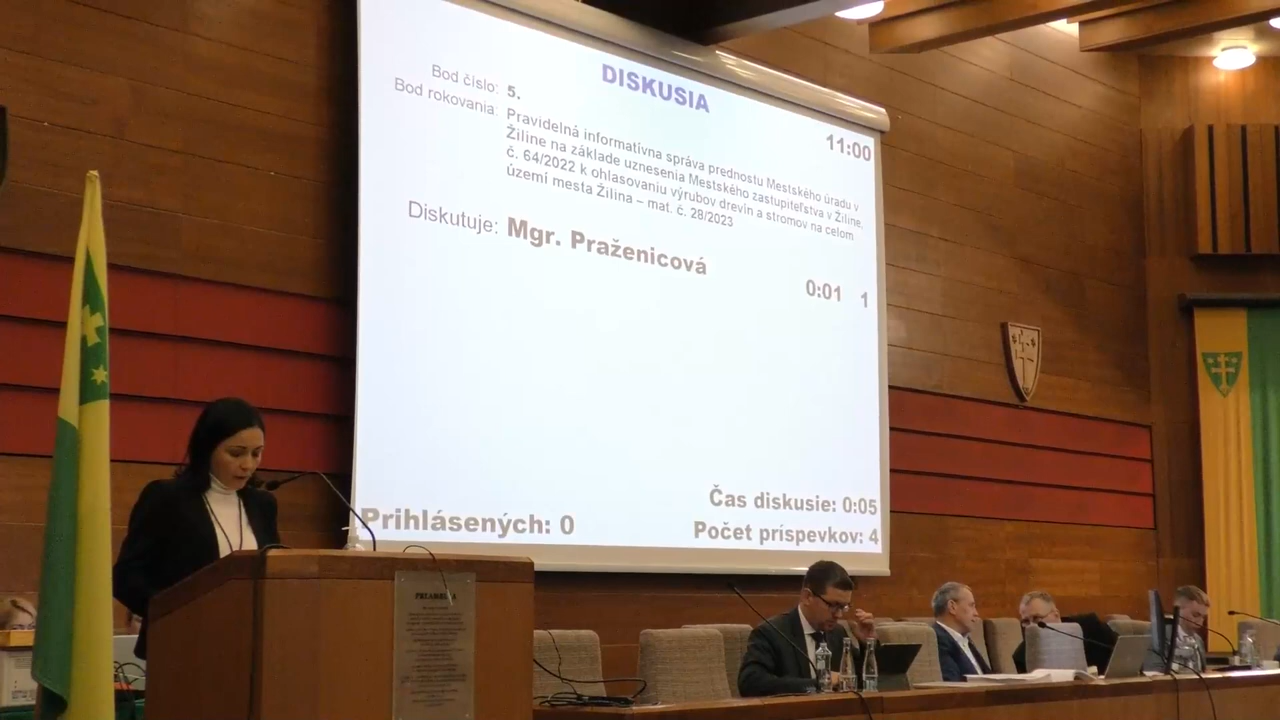 DISKUSIA
Bod číslo: 5.
11:00
Bod rokovania: Pravidelná informatívna správa prednostu Mestského úradu v
Žiline na základe uznesenia Mestského zastupiteľstva v Žiline,
č. 64/2022 k ohlasovaniu výrubov drevín a stromov na celom
území mesta Žilina – mat. č. 28/2023
Diskutuje: Mgr. Praženicová
0:01 1
Čas diskusie: 0:05
Prihlásených: 0
Počet príspevkov: 4
PREAMBULA